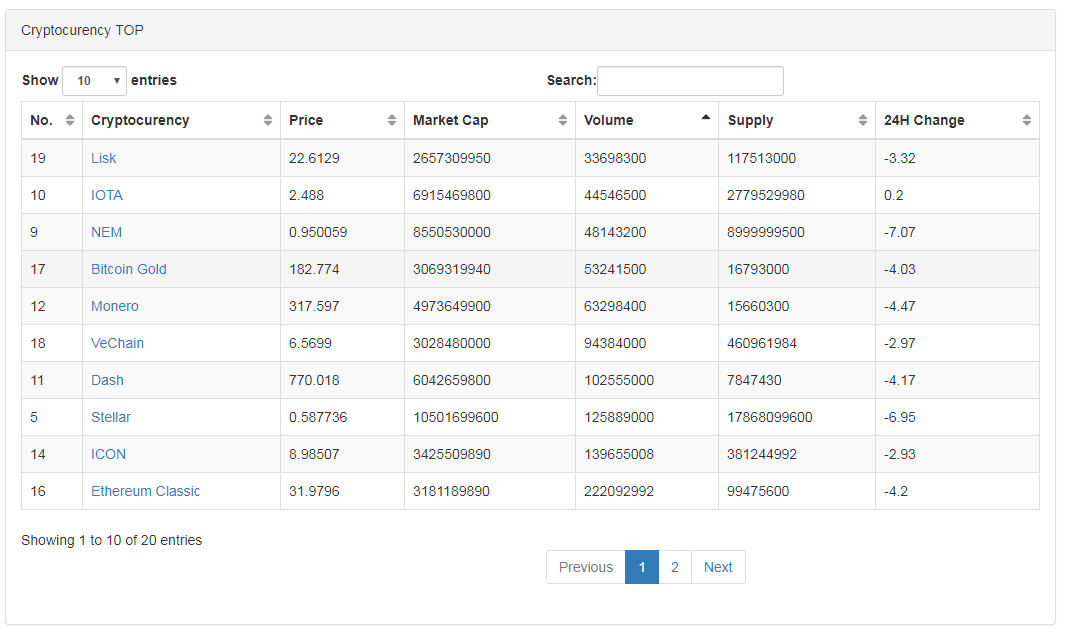 Cryptocurency TOP
Show 10 entries Search:
No. Cryptocurency Price Market Cap Volume Supply 24H Change
19 Lisk 22.6129 2657309950 33698300 117513000 -3.32
10 IOTA 2.488 6915469800 44546500 2779529980 0.2
9 NEM 0.950059 8550530000 48143200 8999999500 -7.07
17 Bitcoin Gold 182.774 3069319940 53241500 16793000 -4.03
12 Monero 317.597 4973649900 63298400 15660300 -4.47
18 VeChain 6.5699 3028480000 94384000 460961984 -2.97
11 Dash 770.018 6042659800 102555000 7847430 -4.17
5 Stellar 0.587736 10501699600 125889000 17868099600 -6.95
14 ICON 8.98507 3425509890 139655008 381244992 -2.93
16 Ethereum Classic 31.9796 3181189890 222092992 99475600 -4.2
Showing 1 to 10 of 20 entries
Previous 1 2 Next